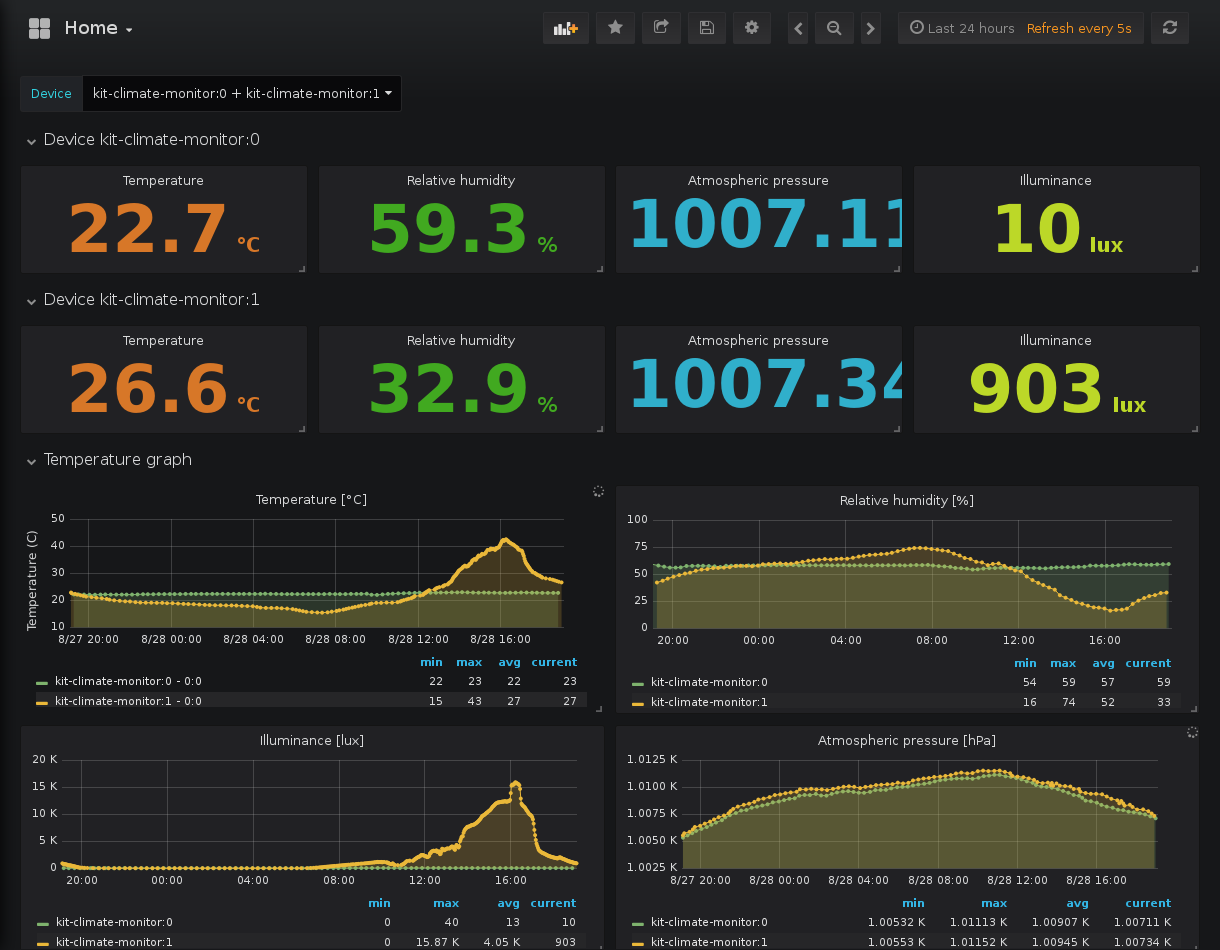 Home
Last 24 hours Refresh every 5s
Device kit-climate-monitor:0 + kit-climate-monitor:1
Device kit-climate-monitor:0
Temperature Relative humidity Atmospheric pressure Illuminance
22.7 °C 59.3 % 1007.11 10 lux
Device kit-climate-monitor:1
Temperature Relative humidity Atmospheric pressure Illuminance
26.6 °C 32.9 % 1007.34 903 lux
Temperature graph
Temperature [°C]
Temperature (C)
50
40
30
20
10
8/27 20:00 8/28 00:00 8/28 04:00 8/28 08:00 8/28 12:00 8/28 16:00
min max avg current
kit-climate-monitor:0 - 0:0 22 23 22 23
kit-climate-monitor:1 - 0:0 15 43 27 27
Relative humidity [%]
100
75
50
25
0
20:00 00:00 04:00 08:00 12:00 16:00
min max avg current
kit-climate-monitor:0 54 59 57 59
kit-climate-monitor:1 16 74 52 33
Illuminance [lux]
20 K
15 K
10 K
5 K
0
20:00 00:00 04:00 08:00 12:00 16:00
min max avg current
kit-climate-monitor:0 0 40 13 10
kit-climate-monitor:1 0 15.87 K 4.05 K 903
Atmospheric pressure [hPa]
1.0125 K
1.0100 K
1.0075 K
1.0050 K
1.0025 K
8/27 20:00 8/28 00:00 8/28 04:00 8/28 08:00 8/28 12:00 8/28 16:00
min max avg current
kit-climate-monitor:0 1.00532 K 1.01113 K 1.00907 K 1.00711 K
kit-climate-monitor:1 1.00553 K 1.01152 K 1.00945 K 1.00734 K